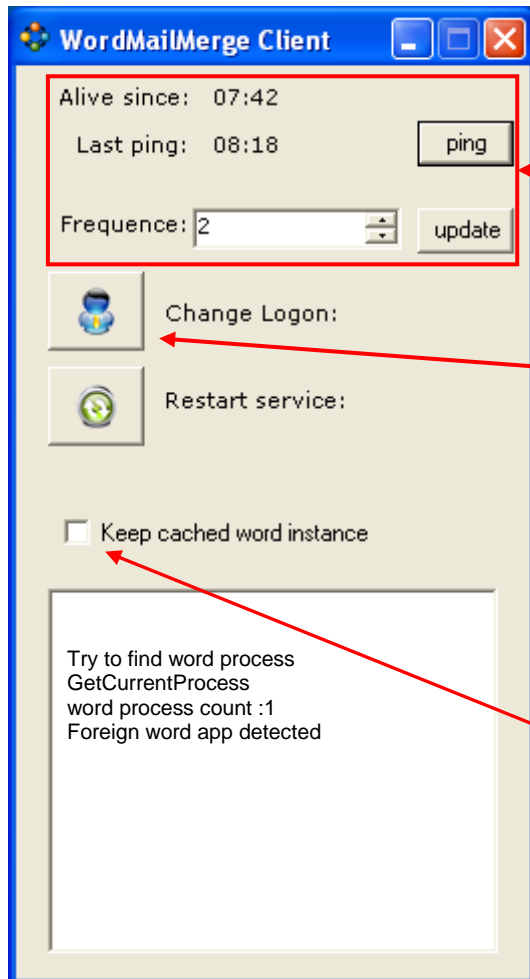 WordMailMerge Client
Alive since: 07:42
Last ping: 08:18
ping
Frequence: 2
update
Change Logon:
Restart service:
Keep cached word instance
Try to find word process
GetCurrentProcess
word process count :1
Foreign word app detected